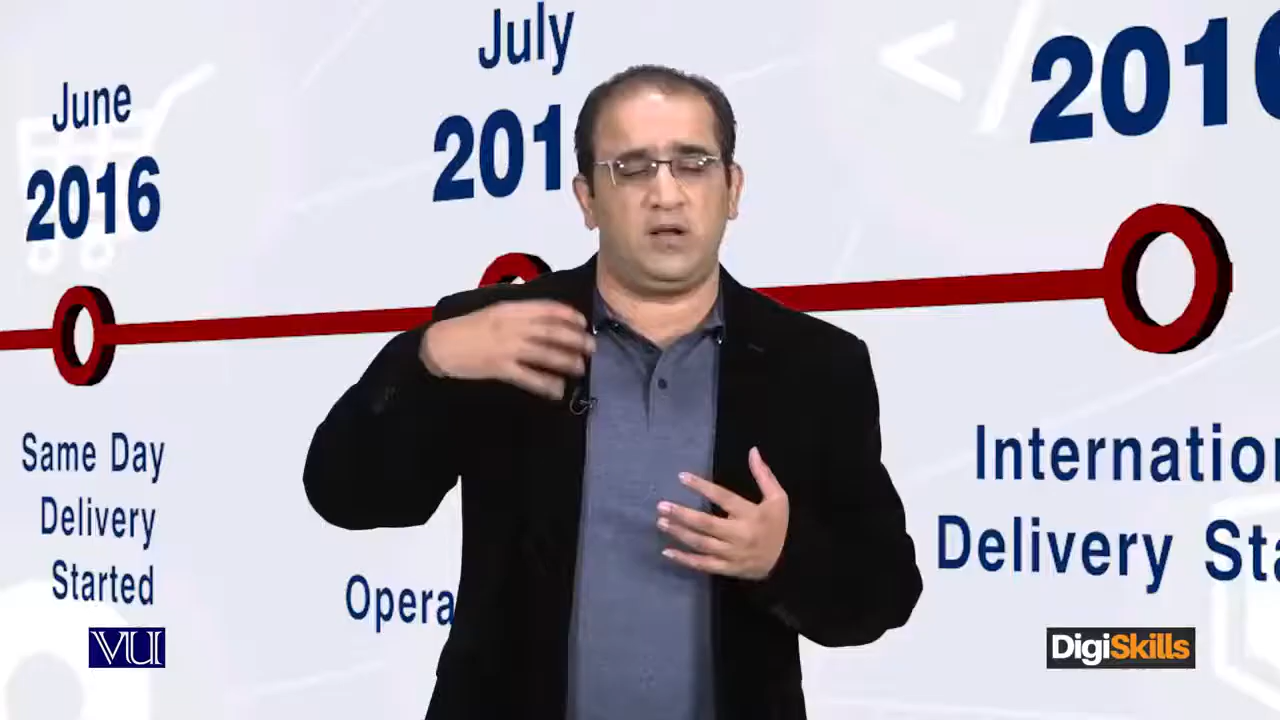 June
2016
Same Day
Delivery
Started
July
201
Opera
2016
Internatio
Delivery Sta
VU
DigiSkills